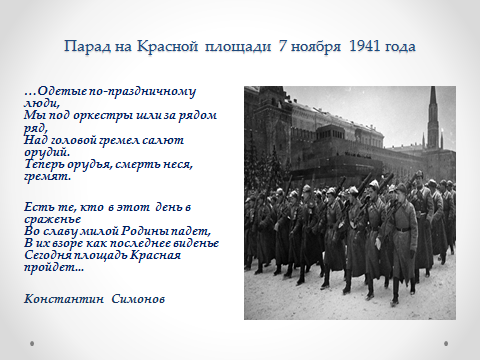 Парад на Красной площади 7 ноября 1941 года
…Одетые по-праздничному
люди,
Мы под оркестры шли за рядом
ряд,
Над головой гремел салют
орудий.
Теперь орудья, смерть неся,
гремят.
Есть те, кто в этот день в
сраженье
Во славу милой Родины падет,
В их взоре как последнее виденье
Сегодня площадь Красная
пройдет...
Константин Симонов